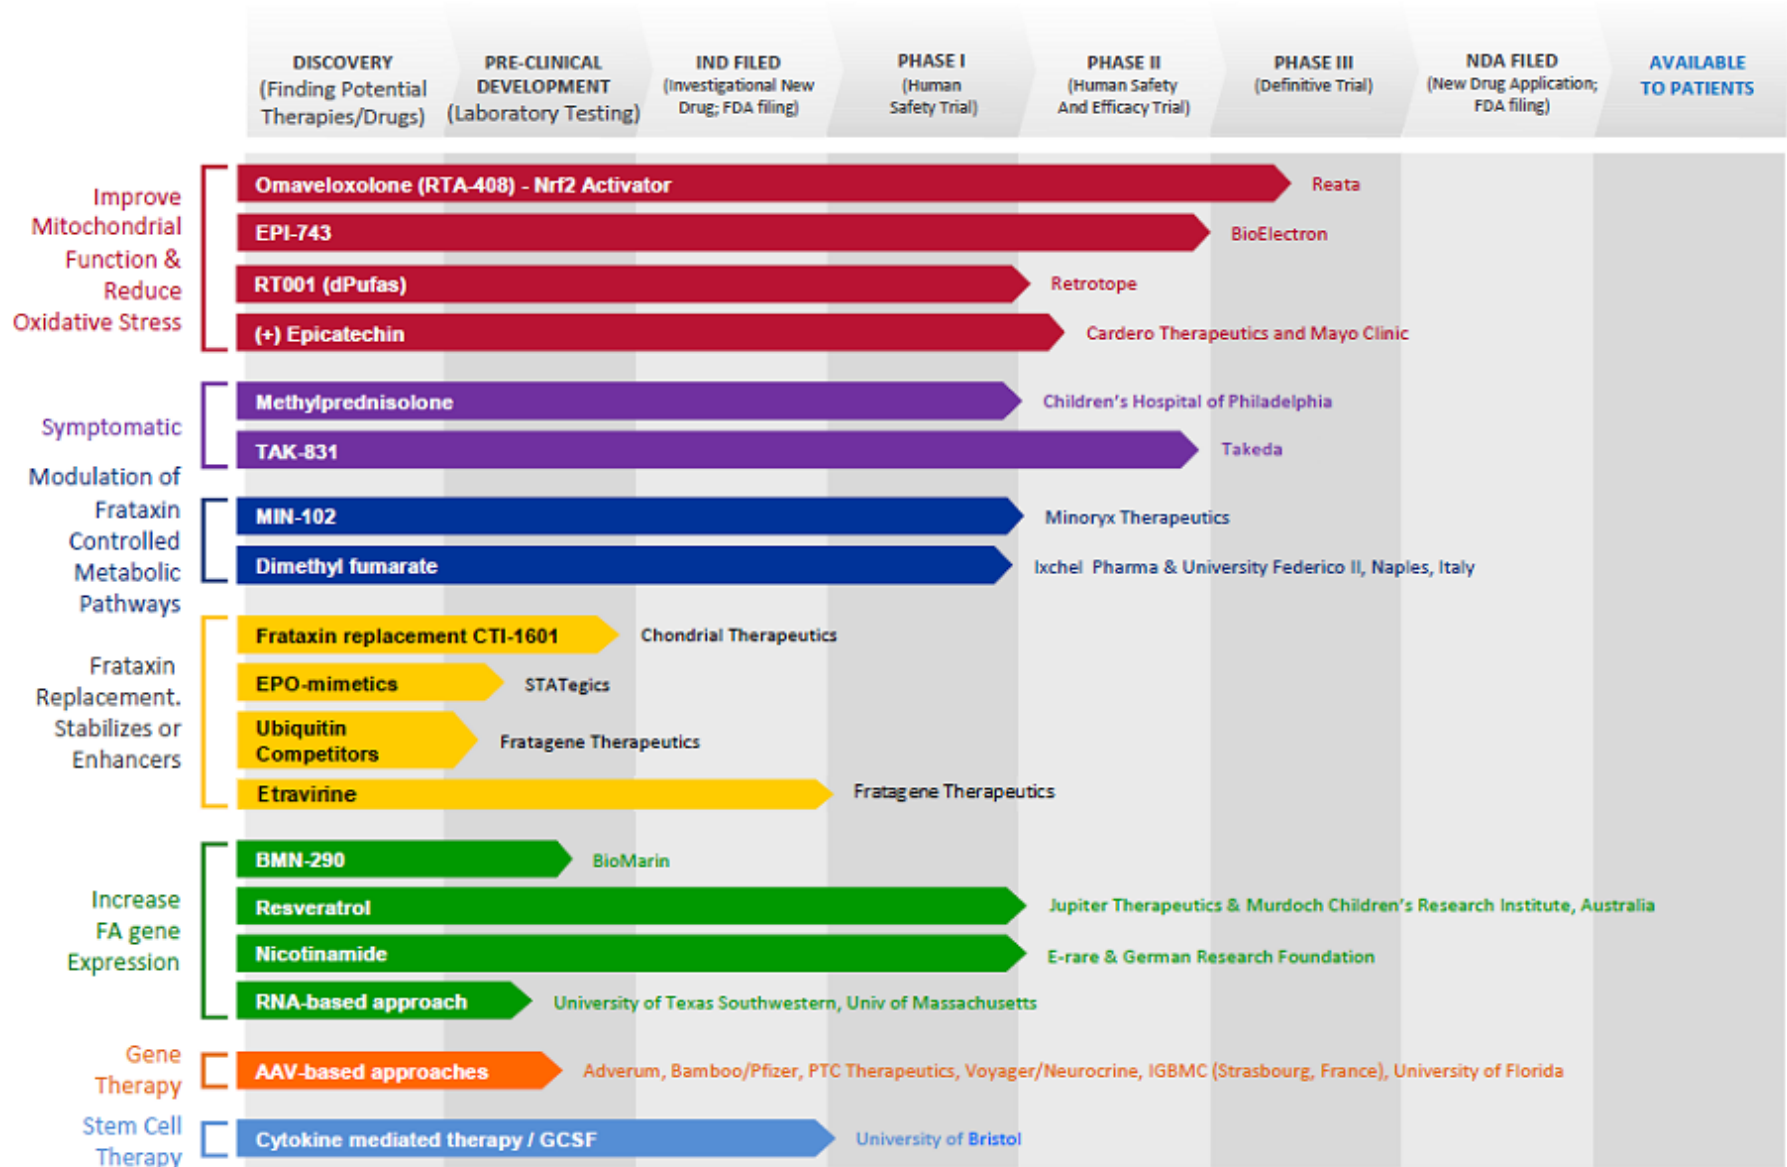 DISCOVERY
(Finding Potential
Therapies/Drugs)
PRE-CLINICAL
DEVELOPMENT
(Laboratory Testing)
IND FILED
(Investigational New
Drug; FDA filing)
PHASE I
(Human
Safety Trial)
PHASE II
(Human Safety
And Efficacy Trial)
PHASE III
(Definitive Trial)
NDA FILED
(New Drug Application;
FDA filing)
AVAILABLE
TO PATIENTS
Improve
Mitochondrial
Function &
Reduce
Oxidative Stress
Omaveloxolone (RTA-408) - Nrf2 Activator
Reata
EPI-743
BioElectron
RT001 (dPufas)
Retrotope
(+) Epicatechin
Cardero Therapeutics and Mayo Clinic
Symptomatic
Methylprednisolone
Children's Hospital of Philadelphia
TAK-831
Takeda
Modulation of
Frataxin
Controlled
Metabolic
Pathways
MIN-102
Minoryx Therapeutics
Dimethyl fumarate
Ixchel Pharma & University Federico II, Naples, Italy
Frataxin
Replacement.
Stabilizes or
Enhancers
Frataxin replacement CTI-1601
Chondrial Therapeutics
EPO-mimetics
STATegics
Ubiquitin
Competitors
Fratagene Therapeutics
Etravirine
Fratagene Therapeutics
Increase
FA gene
Expression
BMN-290
BioMarin
Resveratrol
Jupiter Therapeutics & Murdoch Children's Research Institute, Australia
Nicotinamide
E-rare & German Research Foundation
RNA-based approach
University of Texas Southwestern, Univ of Massachusetts
Gene
Therapy
AAV-based approaches
Adverum, Bamboo/Pfizer, PTC Therapeutics, Voyager/Neurocrine, IGBMC (Strasbourg, France), University of Florida
Stem Cell
Therapy
Cytokine mediated therapy / GCSF
University of Bristol